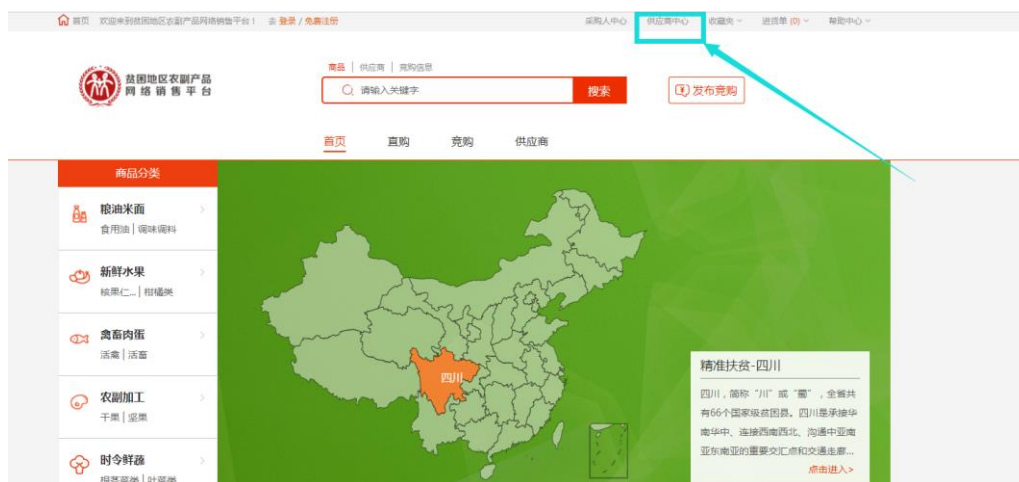 首页 欢迎来到贫困地区农副产品网络销售平台！ 去 登录 / 免费注册 采购人中心 供应商中心 收藏夹 进货单 (0) 帮助中心
贫困地区农副产品
网络销售平台
商品 | 供应商 | 竞购信息
请输入关键字 搜索
发布竞购
首页 直购 竞购 供应商
商品分类
粮油米面
食用油 | 调味调料
新鲜水果
核果仁... | 柑橘类
禽畜肉蛋
活禽 | 活畜
农副加工
干果 | 坚果
时令鲜蔬
根茎菜类 | 叶菜类
四川
精准扶贫-四川
四川，简称“川”或“蜀”，全省共
有66个国家级贫困县。四川是承接华
南华中、连接西南西北、沟通中亚南
亚东南亚的重要交汇点和交通走廊...
点击进入>